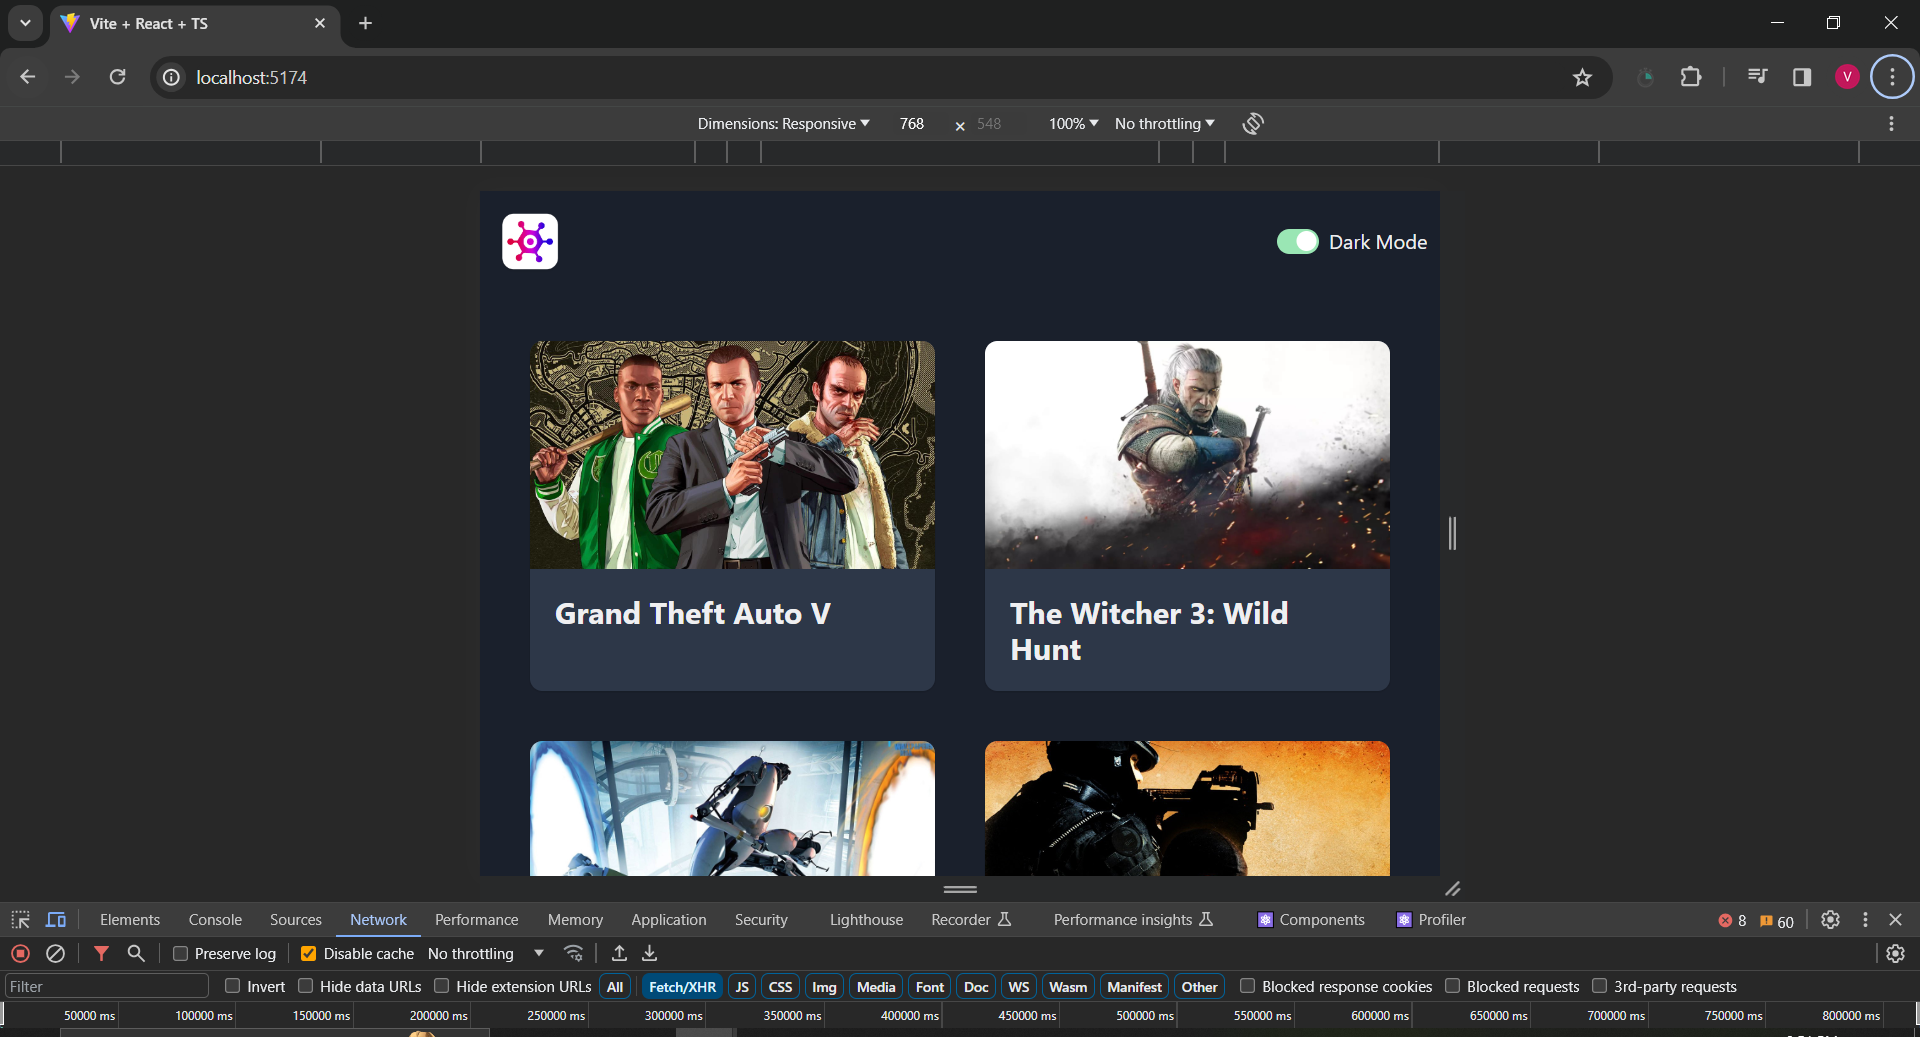 Vite + React + TS
localhost:5174
V
Dimensions: Responsive 768 × 548 100% No throttling
Dark Mode
Grand Theft Auto V
The Witcher 3: Wild
Hunt
Elements Console Sources Network Performance Memory Application Security Lighthouse Recorder Performance insights Components Profiler 8 60
Preserve log Disable cache No throttling
Filter Invert Hide data URLs Hide extension URLs All Fetch/XHR JS CSS Img Media Font Doc WS Wasm Manifest Other Blocked response cookies Blocked requests 3rd-party requests
50000 ms 100000 ms 150000 ms 200000 ms 250000 ms 300000 ms 350000 ms 400000 ms 450000 ms 500000 ms 550000 ms 600000 ms 650000 ms 700000 ms 750000 ms 800000 ms